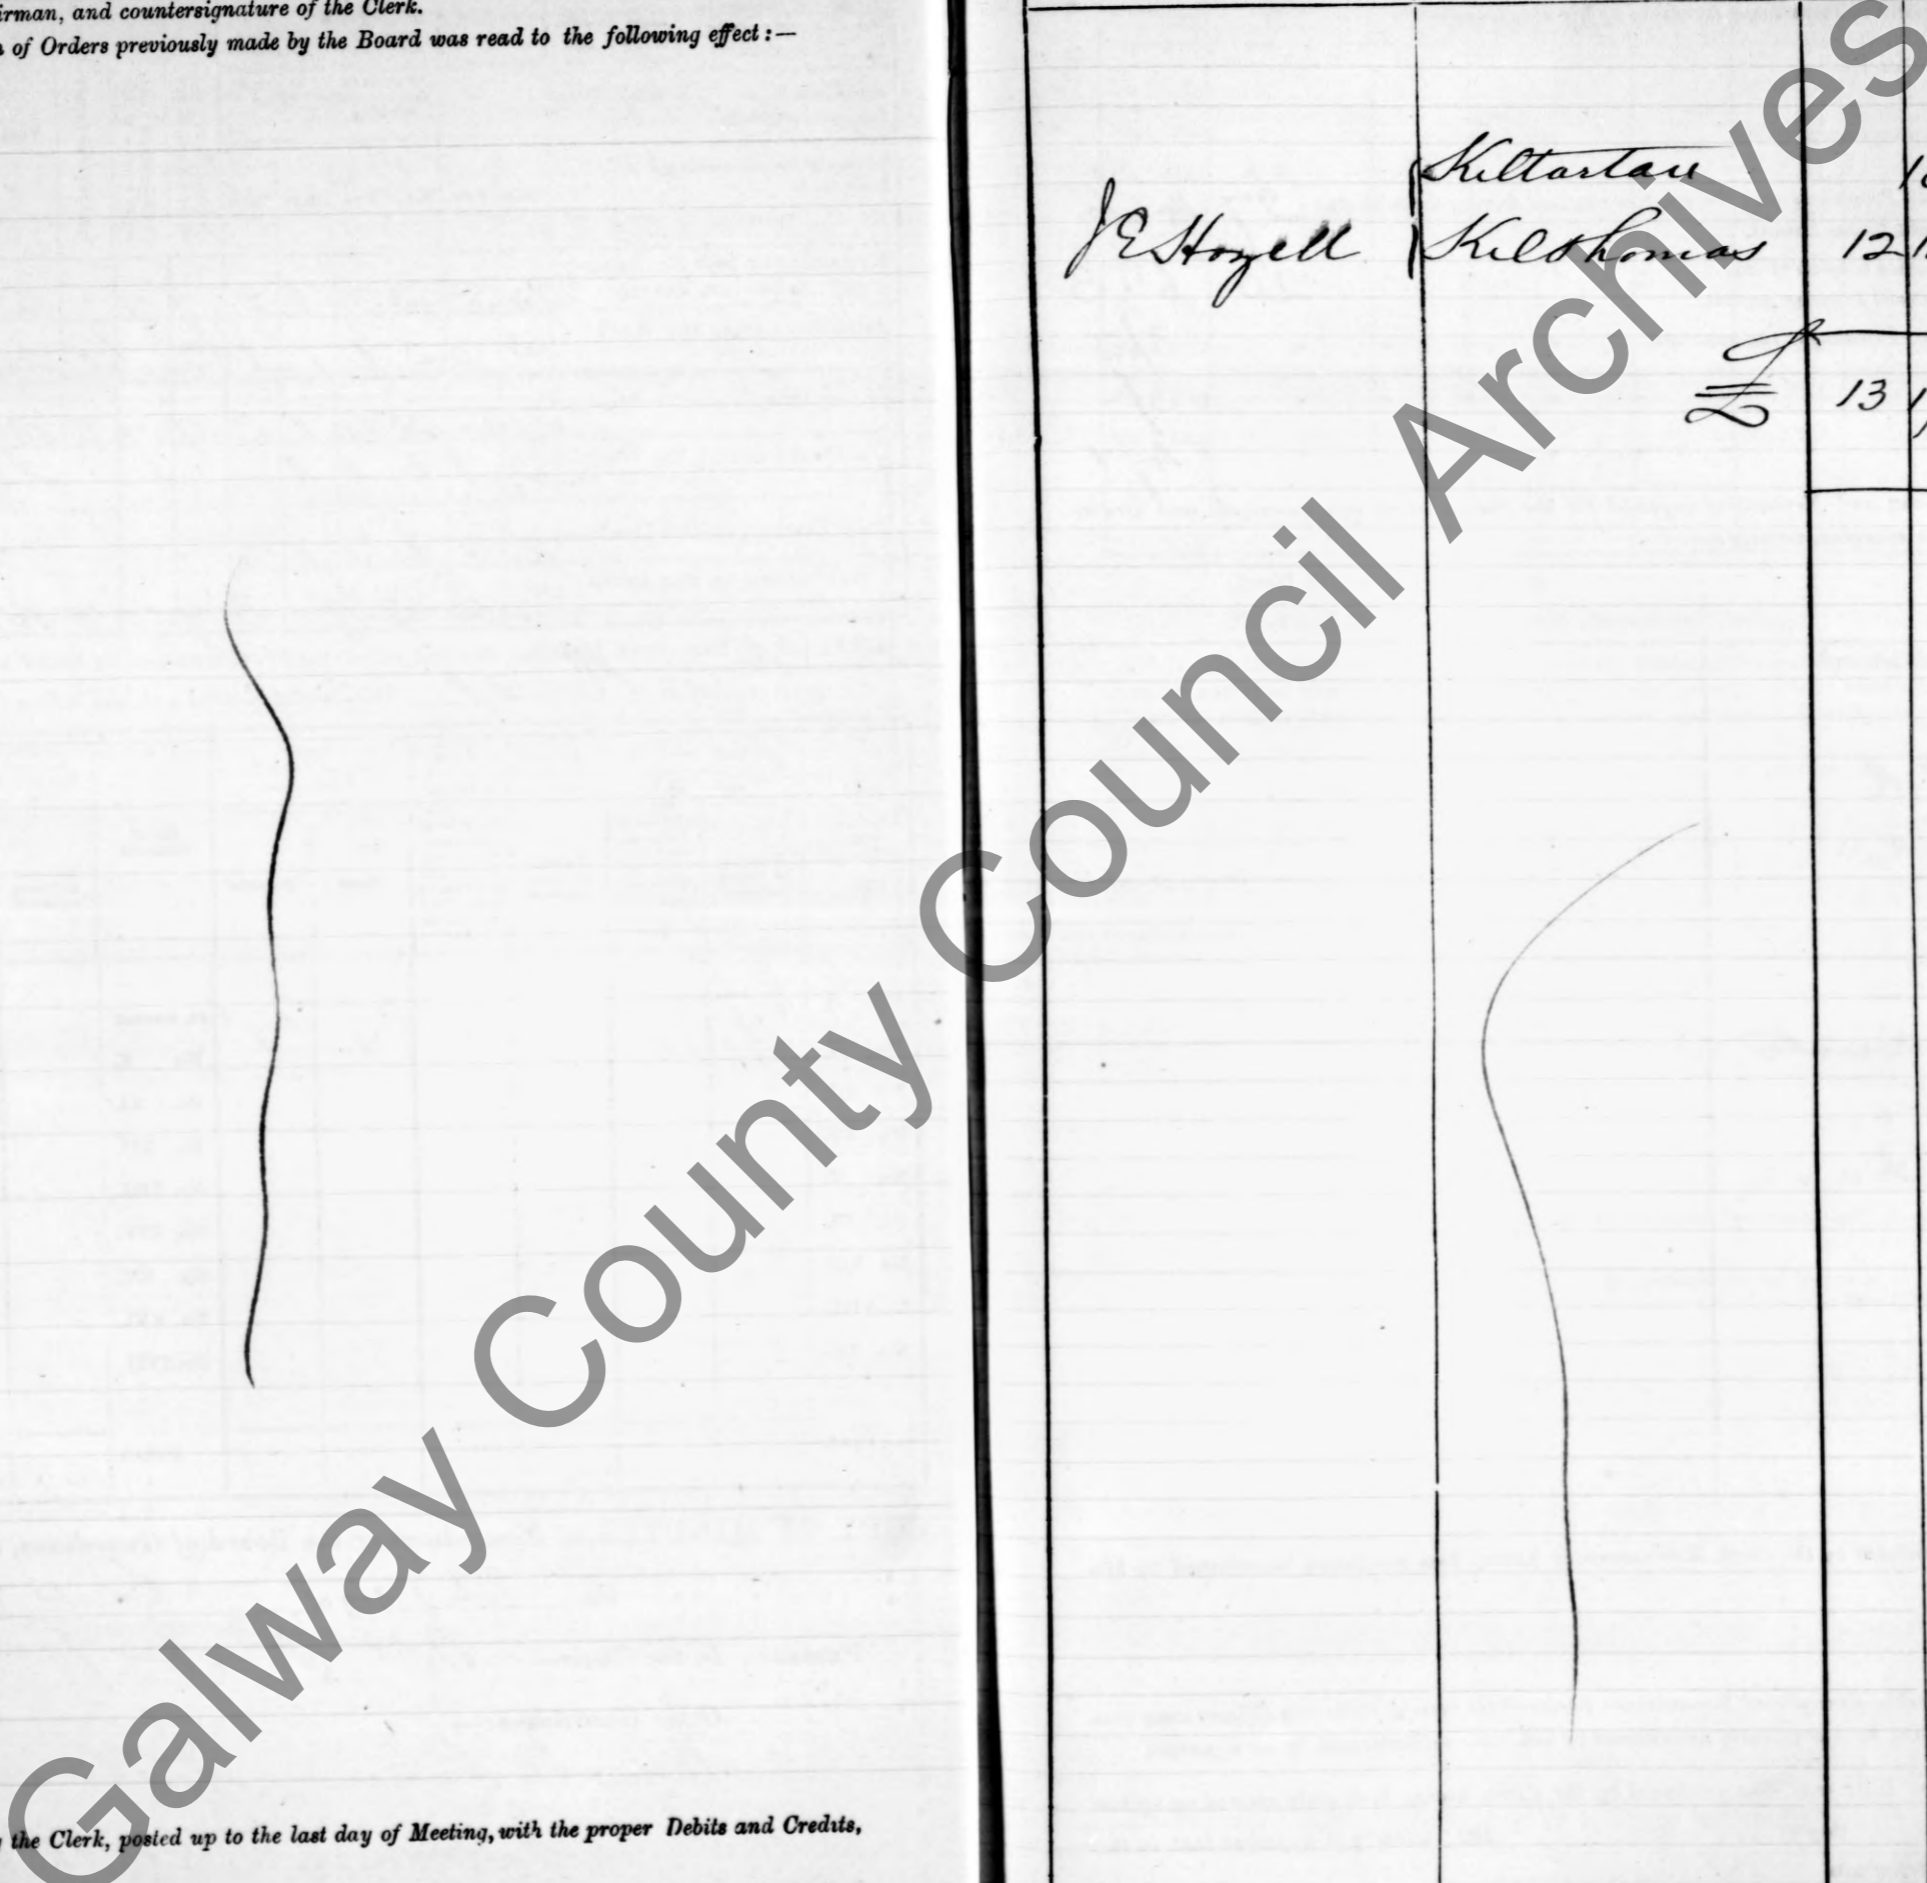 irman, and countersignature of the Clerk.
of Orders previously made by the Board was read to the following effect :—
the Clerk, posted up to the last day of Meeting, with the proper Debits and Credits,
Kiltartan
J E Hozell Kilthomas 12
£ 13
Galway County Council Archives